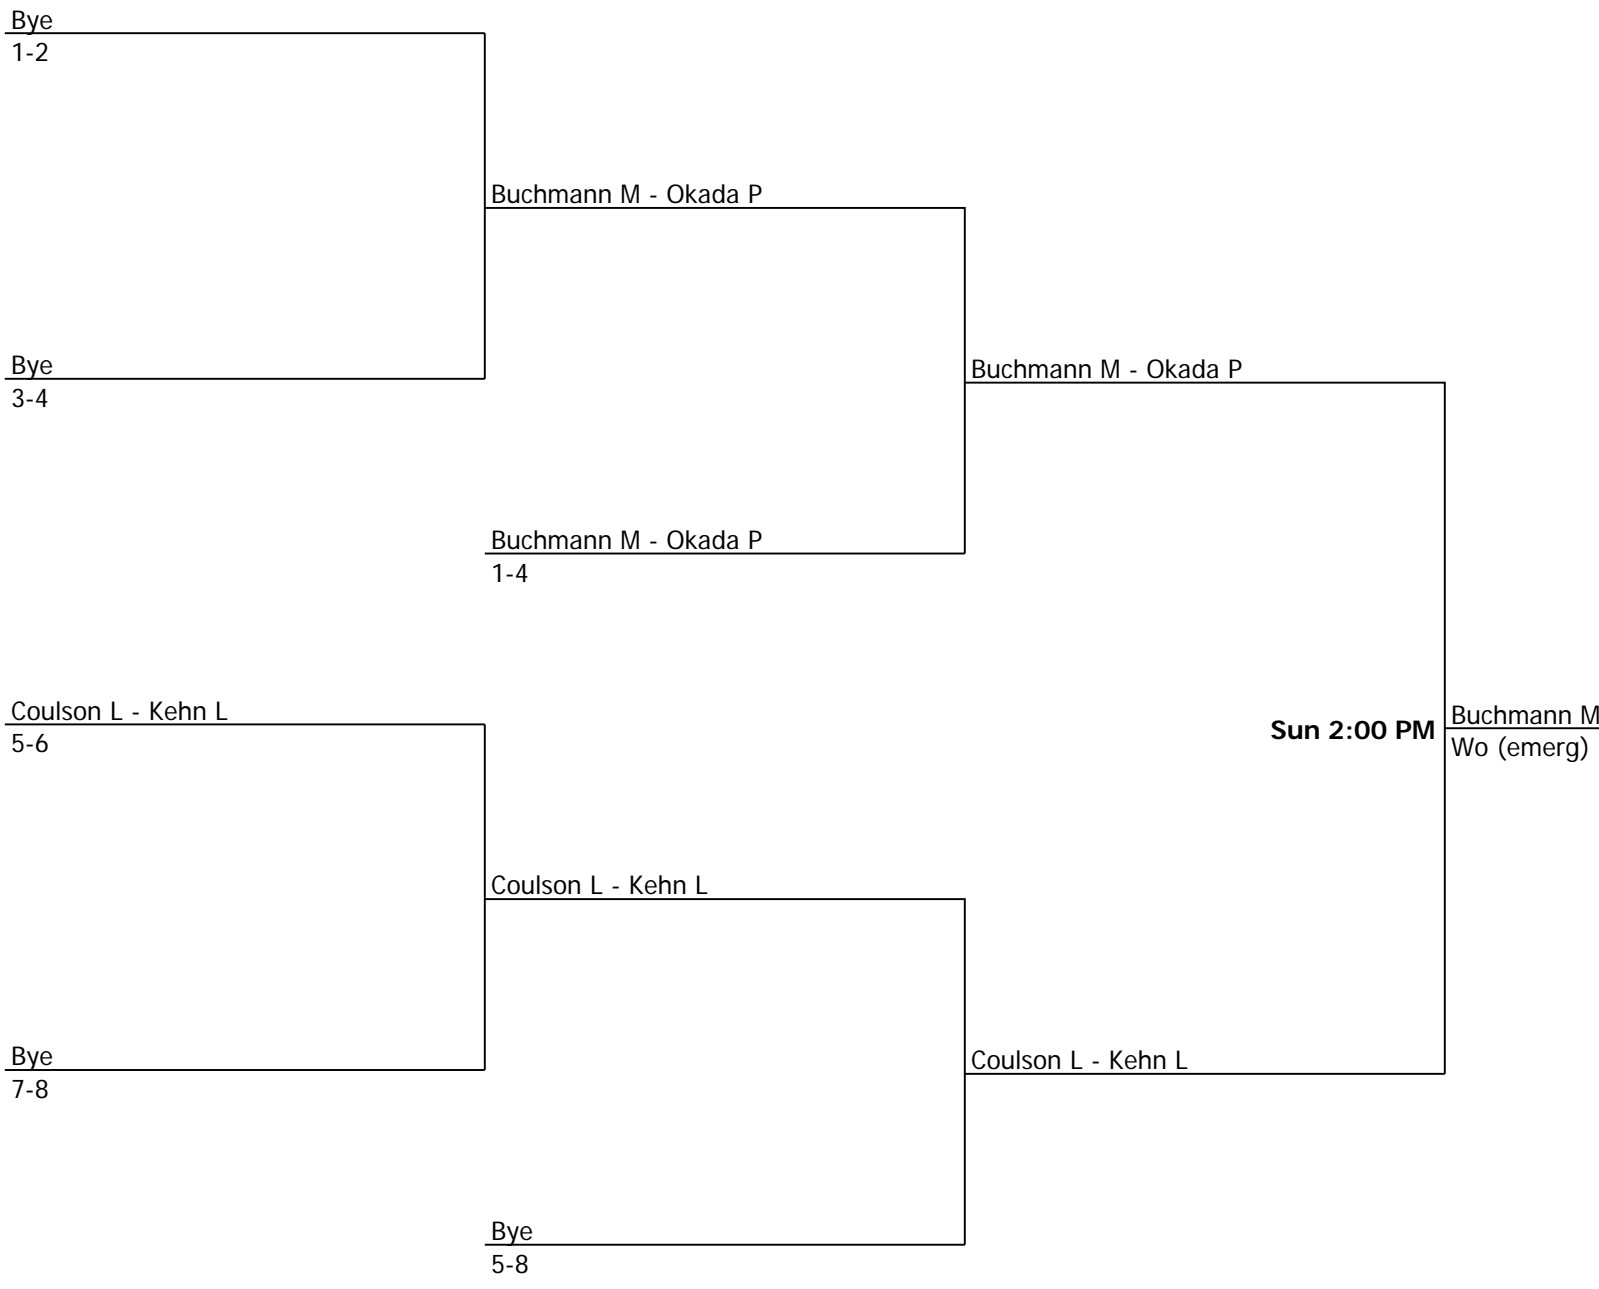 Bye
1-2
Buchmann M - Okada P
Bye
3-4
Buchmann M - Okada P
Buchmann M - Okada P
1-4
Coulson L - Kehn L
5-6
Sun 2:00 PM
Buchmann M
Wo (emerg)
Coulson L - Kehn L
Bye
7-8
Coulson L - Kehn L
Bye
5-8